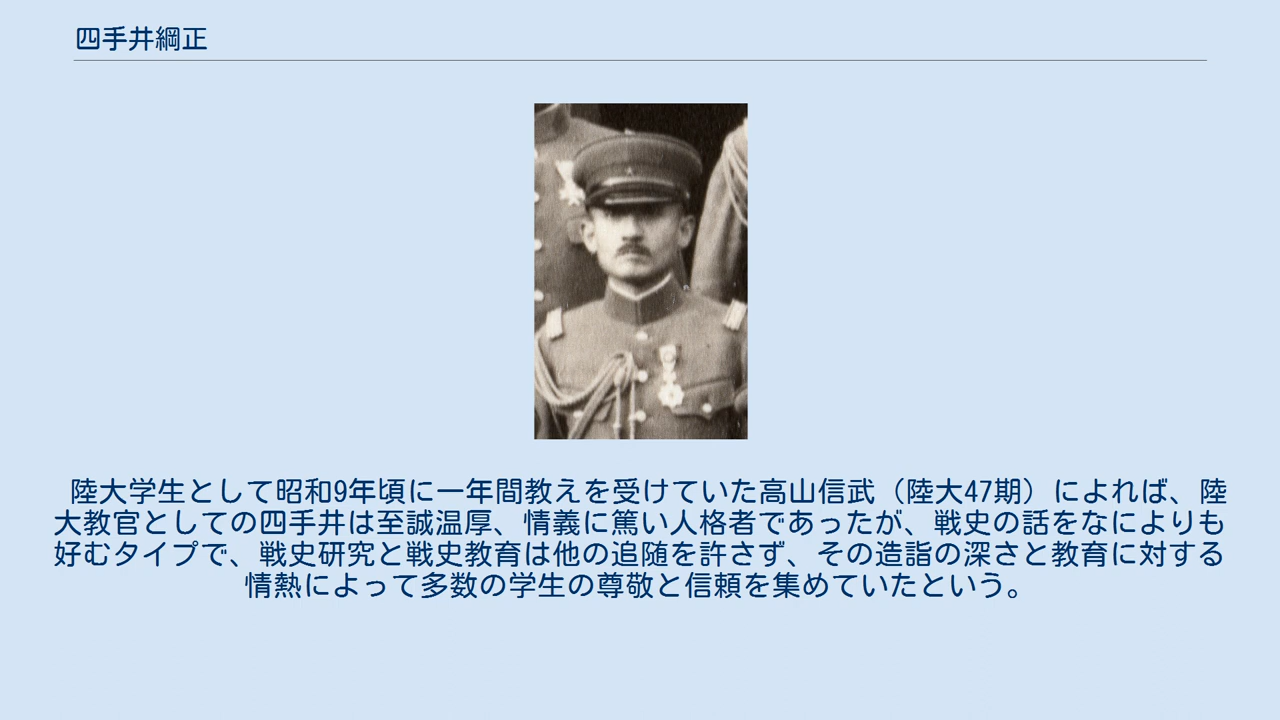 四手井綱正
陸大学生として昭和9年頃に一年間教えを受けていた高山信武（陸大47期）によれば、陸
大教官としての四手井は至誠温厚、情義に篤い人格者であったが、戦史の話をなによりも
好むタイプで、戦史研究と戦史教育は他の追随を許さず、その造詣の深さと教育に対する
情熱によって多数の学生の尊敬と信頼を集めていたという。